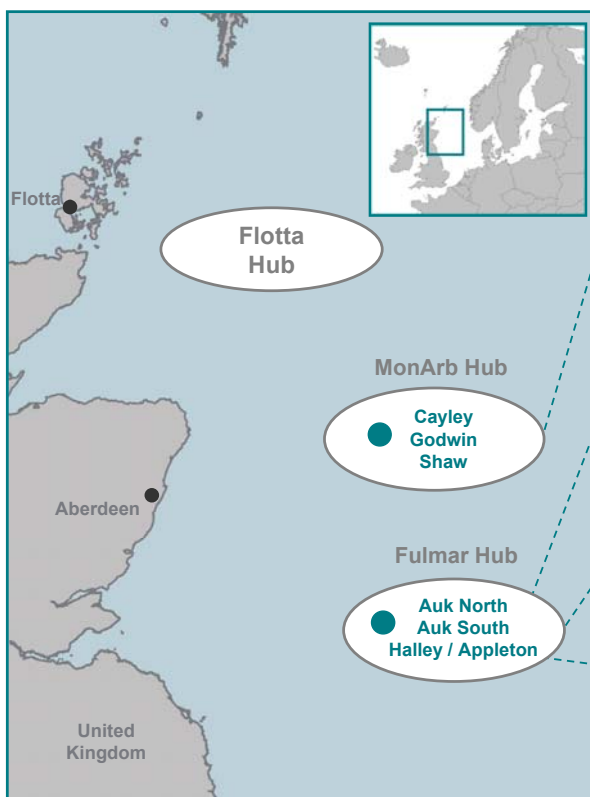 Flotta
Flotta
Hub
MonArb Hub
Cayley
Godwin
Shaw
Aberdeen
Fulmar Hub
Auk North
Auk South
Halley / Appleton
United
Kingdom